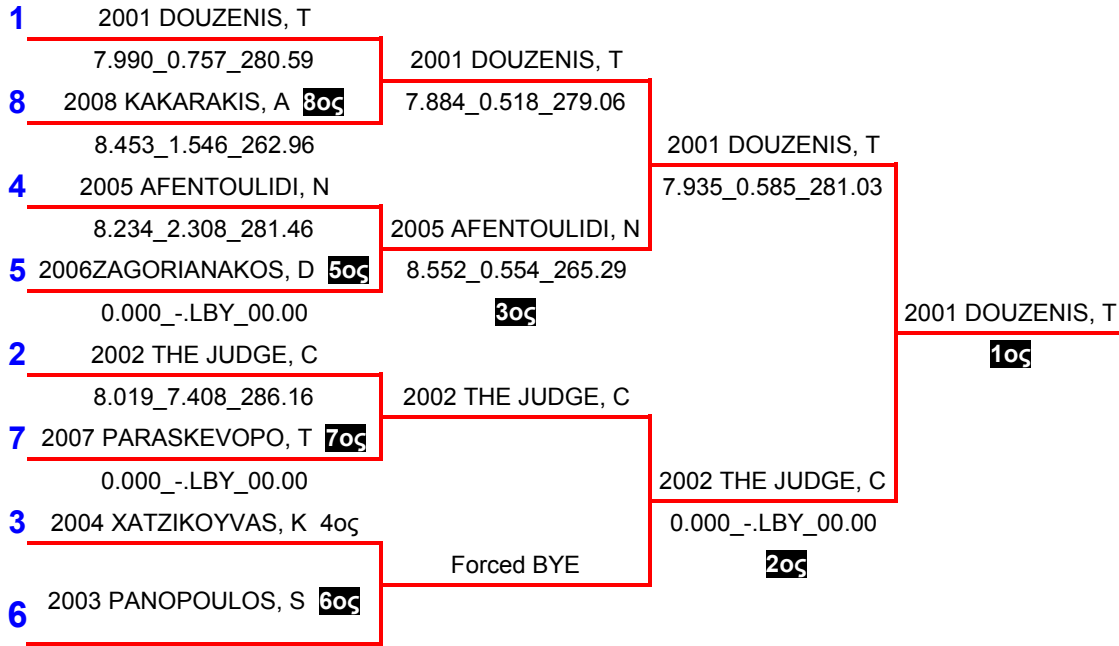 1 2001 DOUZENIS, T
7.990_0.757_280.59
8 2008 KAKARAKIS, A 8ος
8.453_1.546_262.96
4 2005 AFENTOULIDI, N
8.234_2.308_281.46
5 2006ZAGORIANAKOS, D 5ος
0.000_-.LBY_00.00
2 2002 THE JUDGE, C
8.019_7.408_286.16
7 2007 PARASKEVOPO, T 7ος
0.000_-.LBY_00.00
3 2004 XATZIKOYVAS, K 4ος
6 2003 PANOPOULOS, S 6ος
2001 DOUZENIS, T
7.884_0.518_279.06
2005 AFENTOULIDI, N
8.552_0.554_265.29
3ος
2002 THE JUDGE, C
Forced BYE
2001 DOUZENIS, T
7.935_0.585_281.03
2002 THE JUDGE, C
0.000_-.LBY_00.00
2ος
2001 DOUZENIS, T
1ος